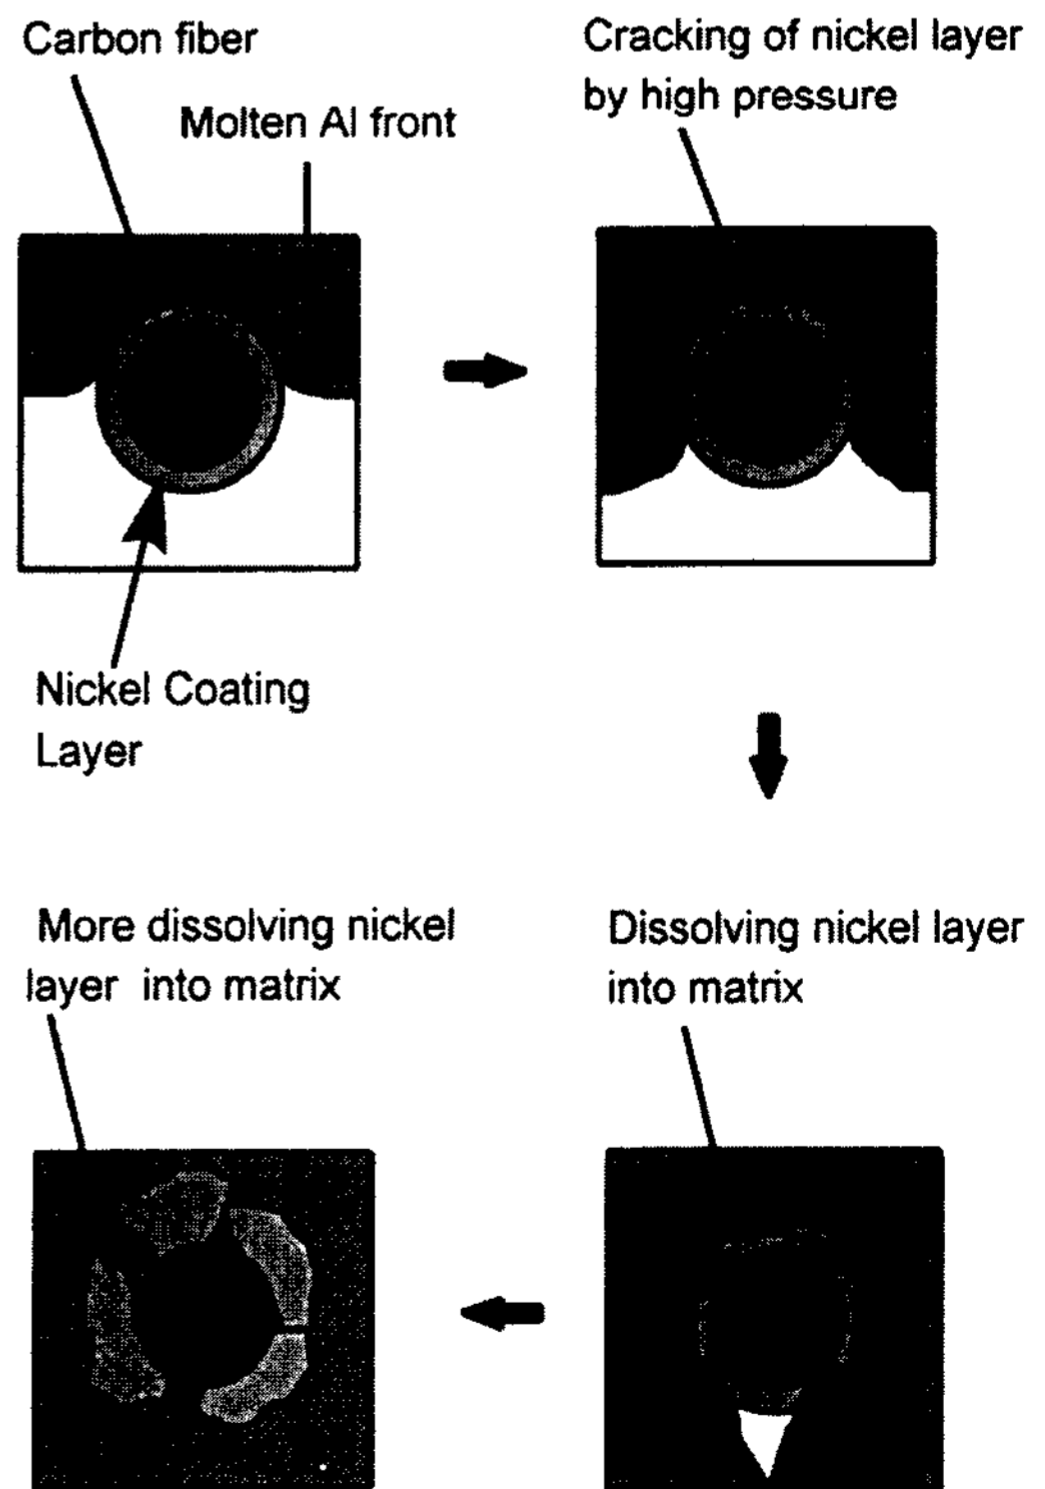 Carbon fiber
Molten Al front
Cracking of nickel layer
by high pressure
Nickel Coating
Layer
More dissolving nickel
layer into matrix
Dissolving nickel layer
into matrix